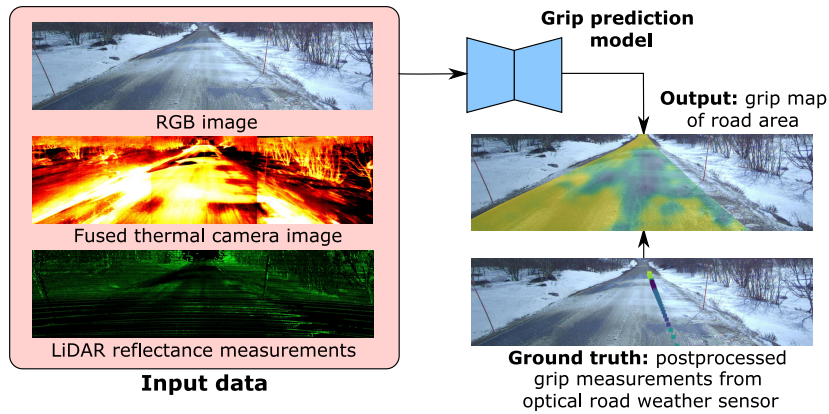 RGB image
Fused thermal camera image
LiDAR reflectance measurements
Input data
Grip prediction
model
Output: grip map
of road area
Ground truth: postprocessed
grip measurements from
optical road weather sensor